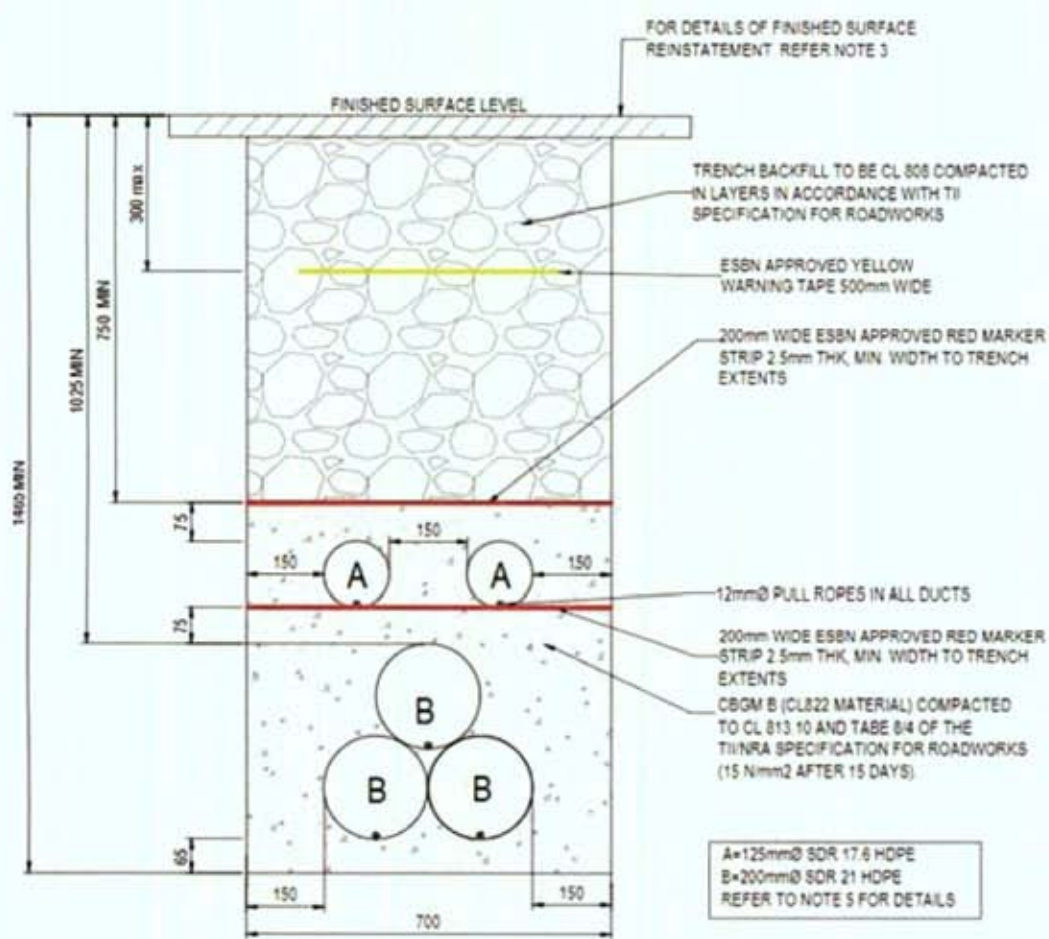 FOR DETAILS OF FINISHED SURFACE
REINSTATEMENT REFER NOTE 3
FINISHED SURFACE LEVEL
TRENCH BACKFILL TO BE CL 808 COMPACTED
IN LAYERS IN ACCORDANCE WITH TII
SPECIFICATION FOR ROADWORKS
300 max
ESBN APPROVED YELLOW
WARNING TAPE 500mm WIDE
750 MIN
200mm WIDE ESBN APPROVED RED MARKER
STRIP 2.5mm THK, MIN. WIDTH TO TRENCH
EXTENTS
1025 MIN
1465 MIN
75
150
150
A
A
150
12mmØ PULL ROPES IN ALL DUCTS
75
200mm WIDE ESBN APPROVED RED MARKER
STRIP 2.5mm THK, MIN. WIDTH TO TRENCH
EXTENTS
B
CBGM B (CL822 MATERIAL) COMPACTED
TO CL 813.10 AND TABE 8/4 OF THE
TII/NRA SPECIFICATION FOR ROADWORKS
(15 N/mm2 AFTER 15 DAYS).
B
B
65
150
150
700
A=125mmØ SDR 17.6 HDPE
B=200mmØ SDR 21 HDPE
REFER TO NOTE 5 FOR DETAILS